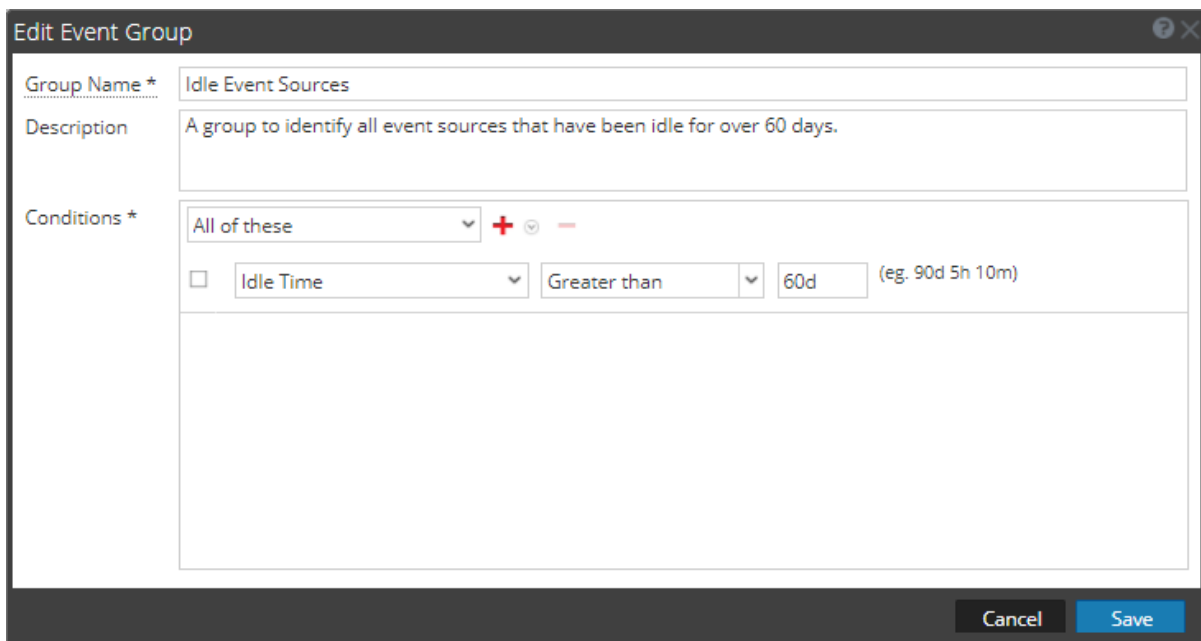 Edit Event Group
Group Name *
Idle Event Sources
Description
A group to identify all event sources that have been idle for over 60 days.
Conditions *
All of these
Idle Time
Greater than
60d
(eg. 90d 5h 10m)
Cancel
Save